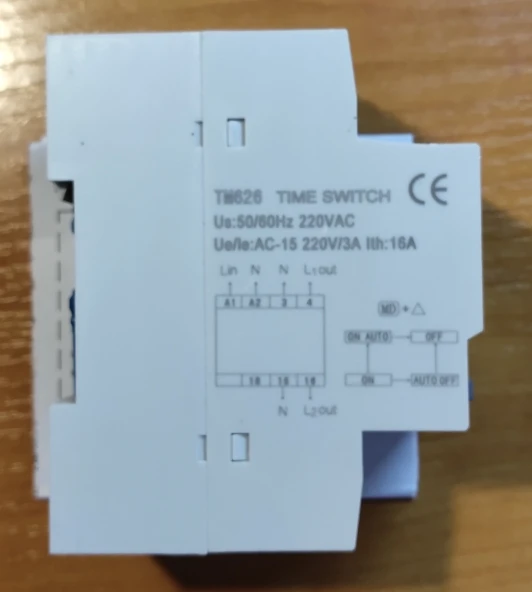 TM626 TIME SWITCH CE
Us:50/60Hz 220VAC
Ue/Ie:AC-15 220V/3A Ith:16A
Lin N N L₁out
A1 A2 3 4
MD + △
ON AUTO OFF
ON AUTO OFF
18 15 16
N L₂out